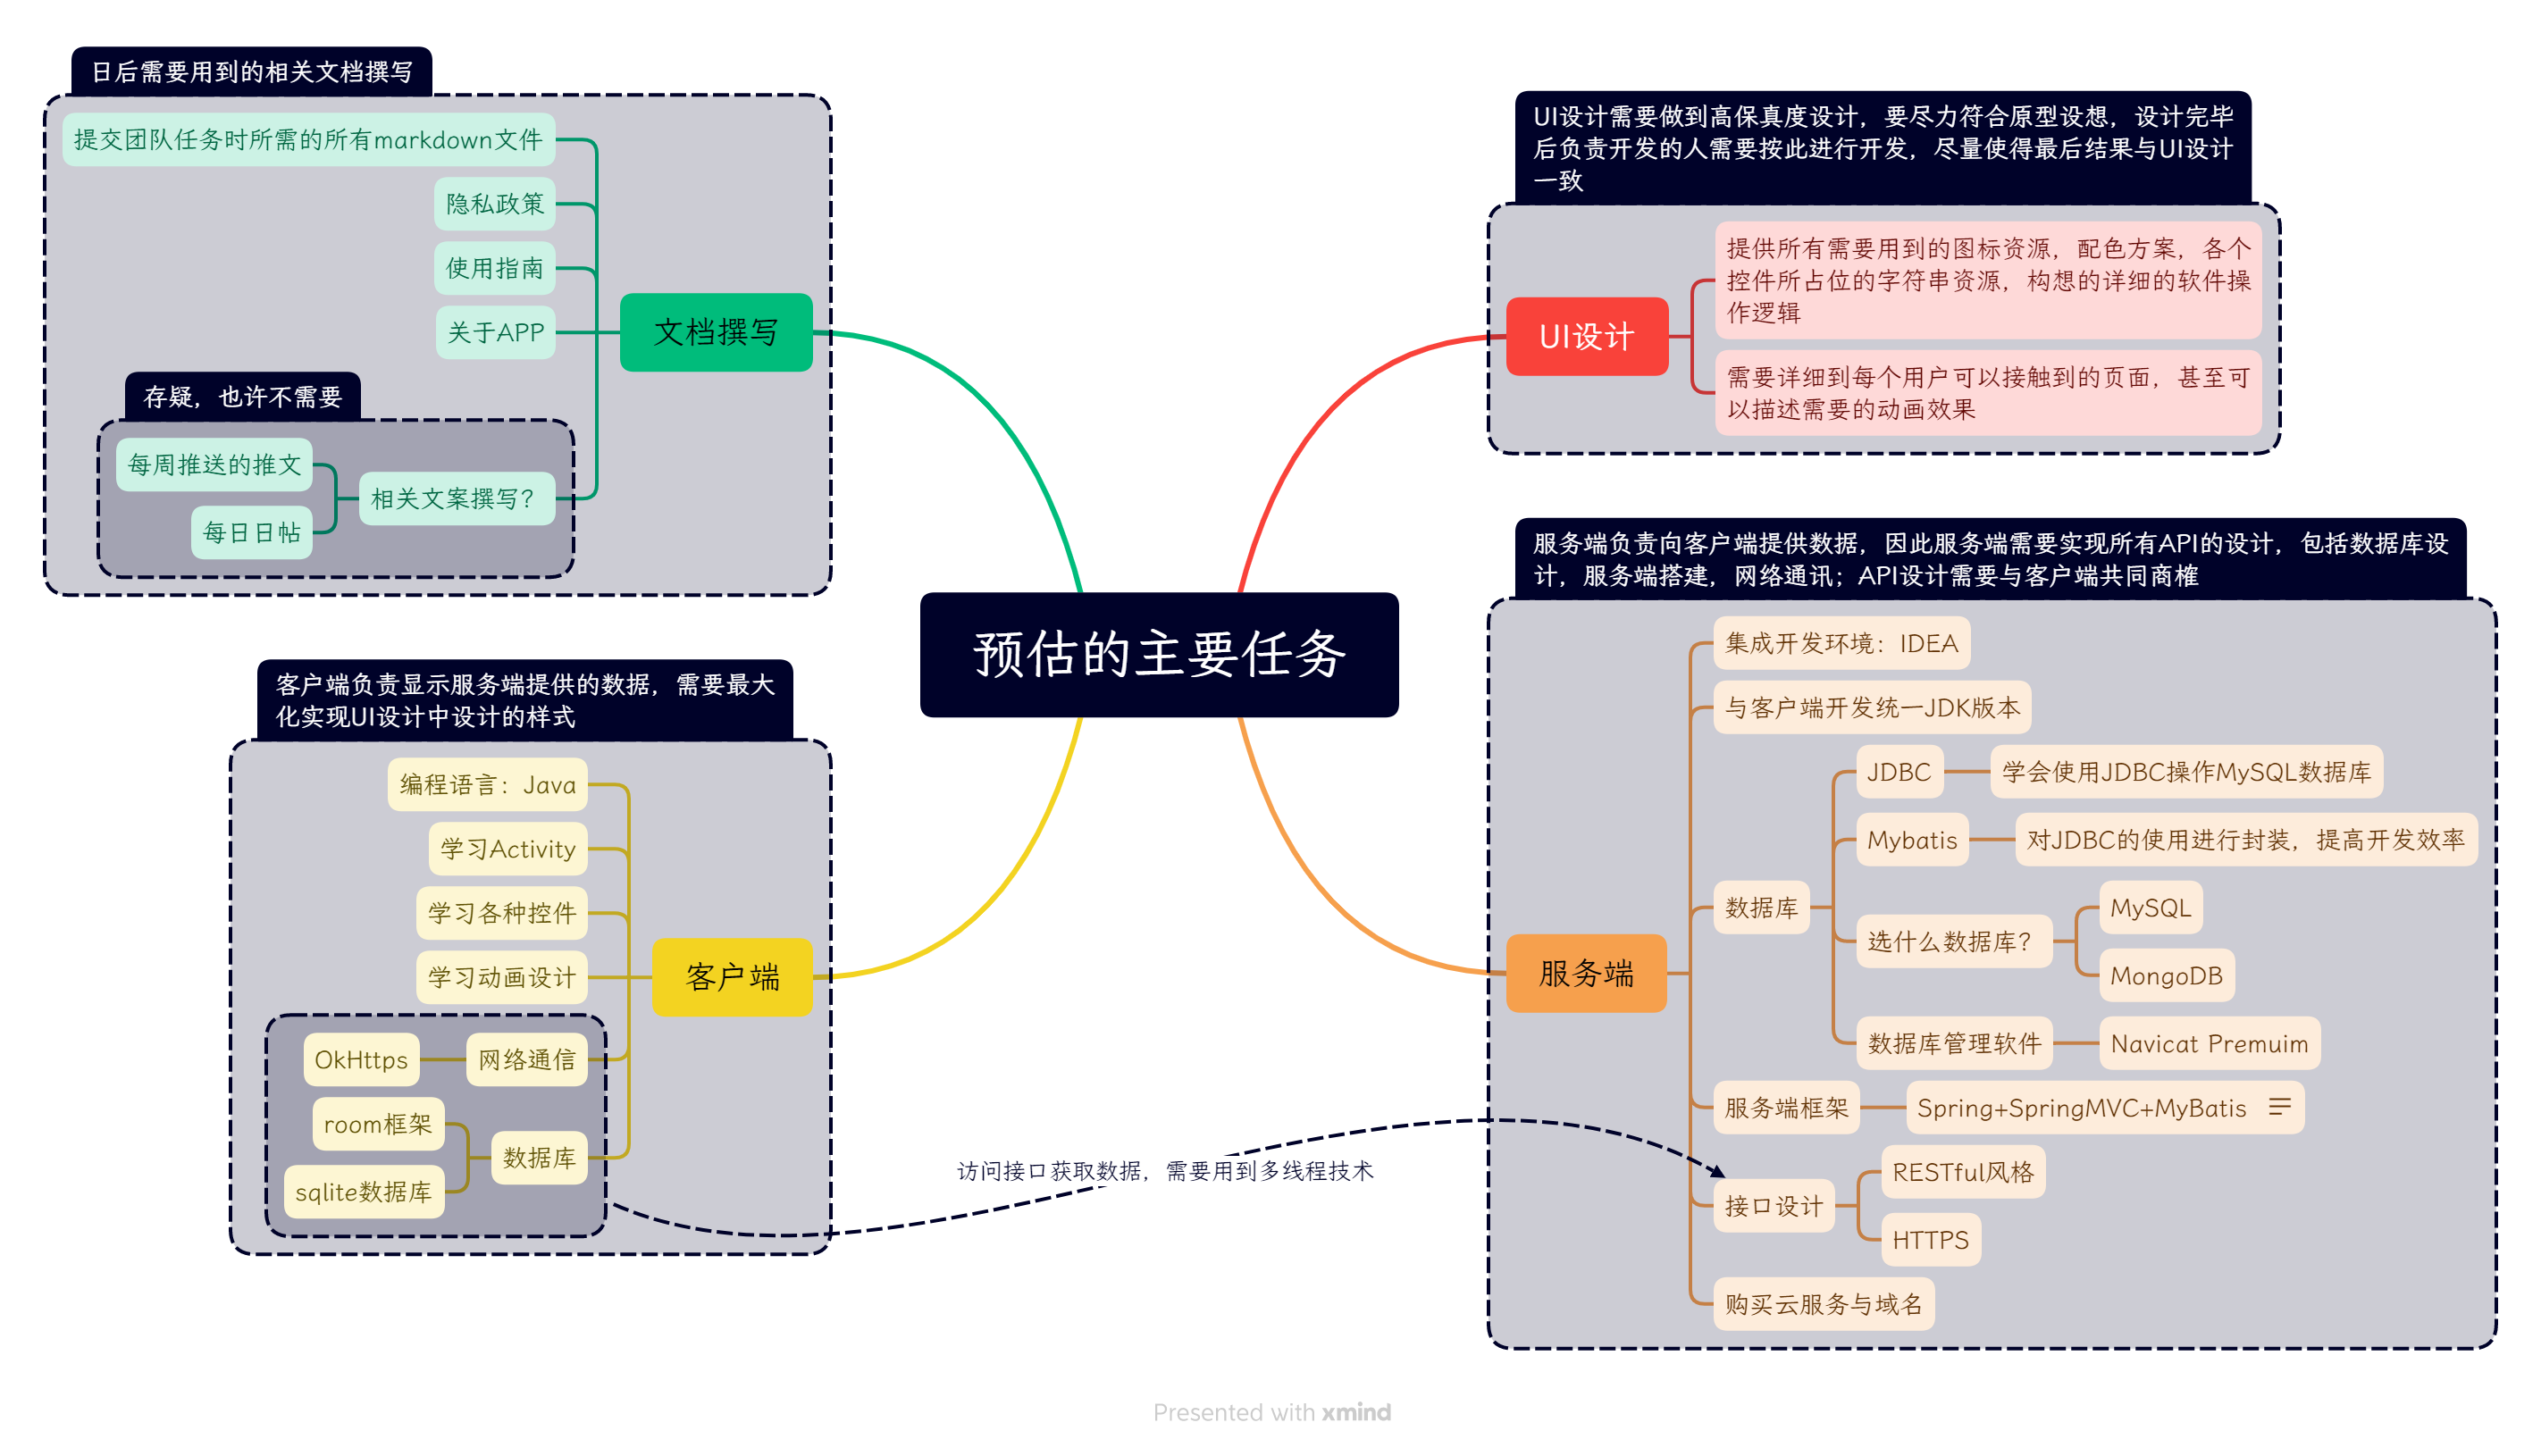 预估的主要任务
UI设计需要做到高保真度设计，要尽力符合原型设想，设计完毕
后负责开发的人需要按此进行开发，尽量使得最后结果与UI设计
一致
UI设计
提供所有需要用到的图标资源，配色方案，各个
控件所占位的字符串资源，构想的详细的软件操
作逻辑
需要详细到每个用户可以接触到的页面，甚至可
以描述需要的动画效果
服务端负责向客户端提供数据，因此服务端需要实现所有API的设计，包括数据库设
计，服务端搭建，网络通讯；API设计需要与客户端共同商榷
服务端
集成开发环境：IDEA
与客户端开发统一JDK版本
数据库
JDBC
学会使用JDBC操作MySQL数据库
Mybatis
对JDBC的使用进行封装，提高开发效率
选什么数据库？
MySQL
MongoDB
数据库管理软件
Navicat Premuim
服务端框架
Spring+SpringMVC+MyBatis
接口设计
RESTful风格
HTTPS
购买云服务与域名
日后需要用到的相关文档撰写
文档撰写
提交团队任务时所需的所有markdown文件
隐私政策
使用指南
关于APP
存疑，也许不需要
相关文案撰写？
每周推送的推文
每日日帖
客户端负责显示服务端提供的数据，需要最大
化实现UI设计中设计的样式
客户端
编程语言：Java
学习Activity
学习各种控件
学习动画设计
网络通信
OkHttps
数据库
room框架
sqlite数据库
访问接口获取数据，需要用到多线程技术
Presented with xmind